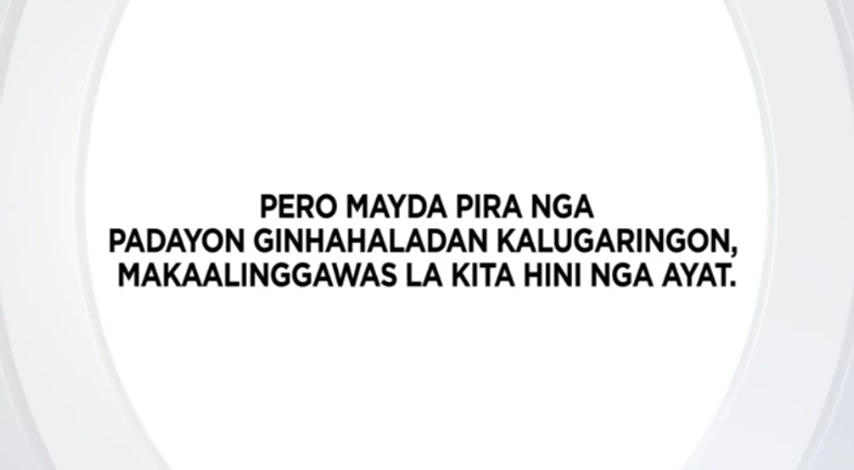 PERO MAYDA PIRA NGA
PADAYON GINHAHALADAN KALUGARINGON,
MAKAALINGGAWAS LA KITA HINI NGA AYAT.